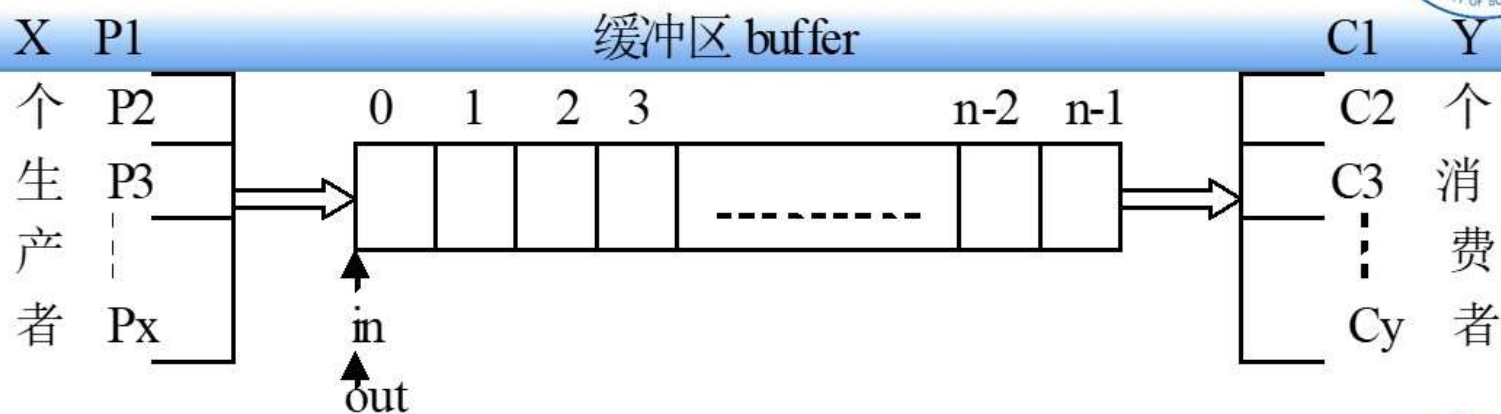 X P1 缓冲区 buffer C1 Y
个 P2 0 1 2 3 n-2 n-1 C2 个
生 P3 C3 消
产 费
者 Px in Cy 者
out